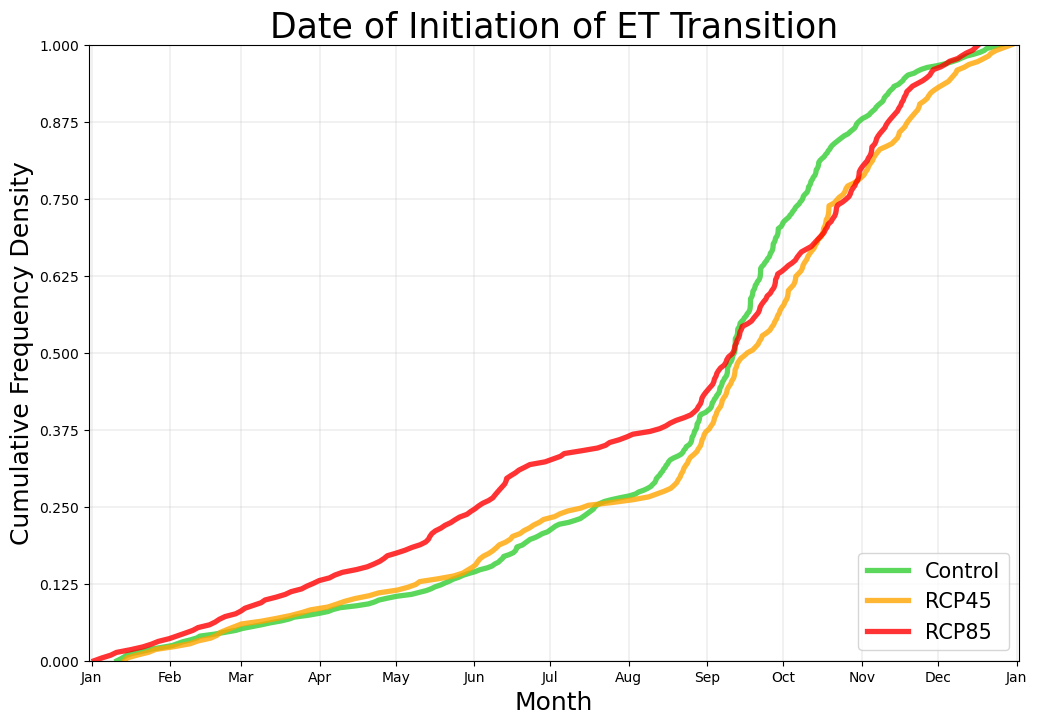 Date of Initiation of ET Transition
Cumulative Frequency Density
1.000
0.875
0.750
0.625
0.500
0.375
0.250
0.125
0.000
Control
RCP45
RCP85
Jan Feb Mar Apr May Jun Jul Aug Sep Oct Nov Dec Jan
Month